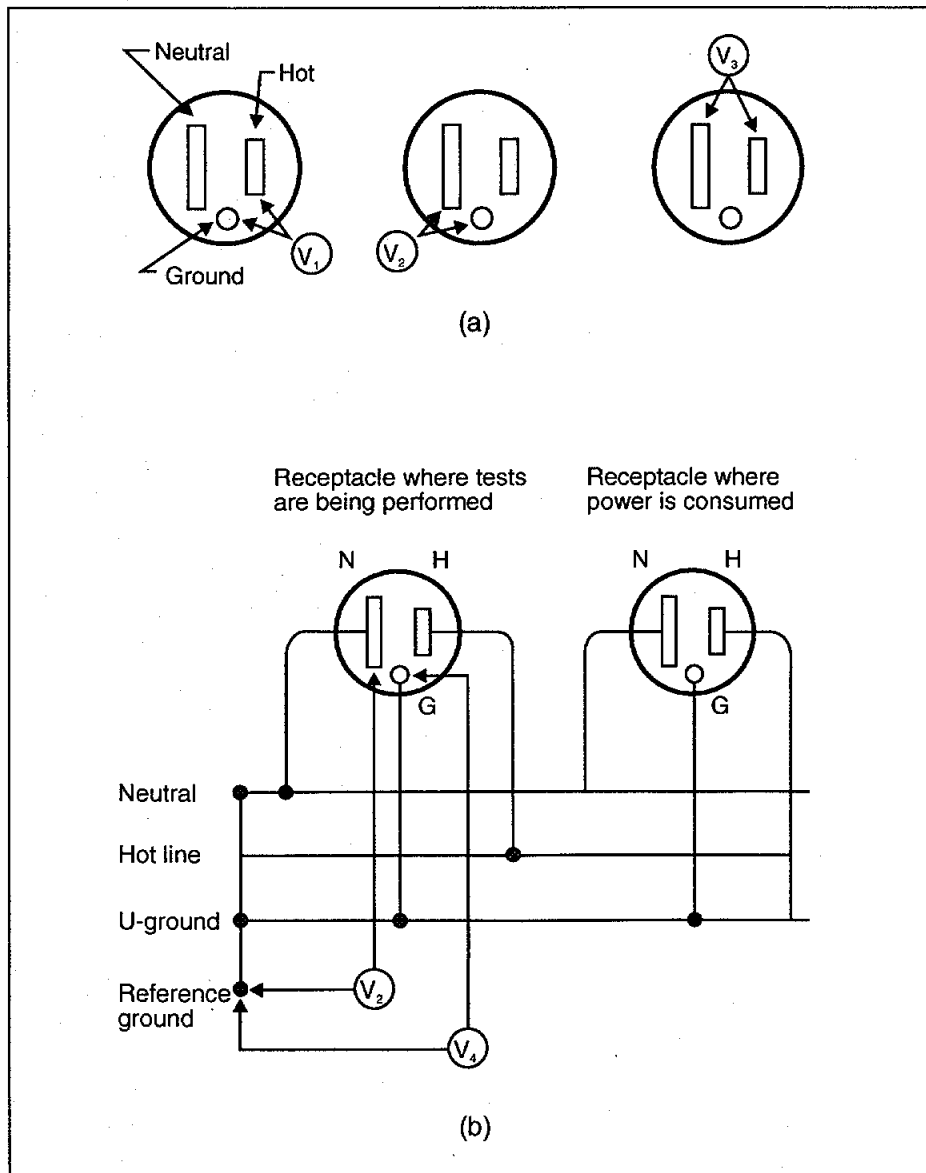 Neutral
Hot
V₃
V₁
V₂
Ground
(a)
Receptacle where tests
are being performed
Receptacle where
power is consumed
N
H
N
H
G
G
Neutral
Hot line
U-ground
Reference
ground
V₂
V₄
(b)